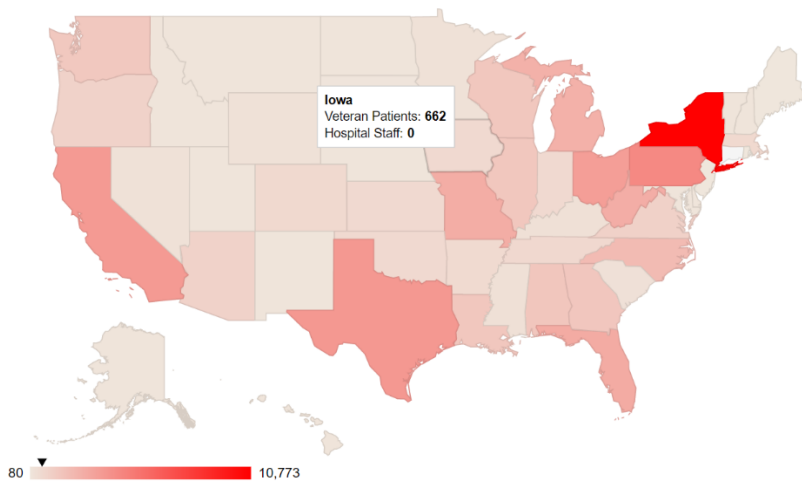 Iowa
Veteran Patients: 662
Hospital Staff: 0
80
10,773